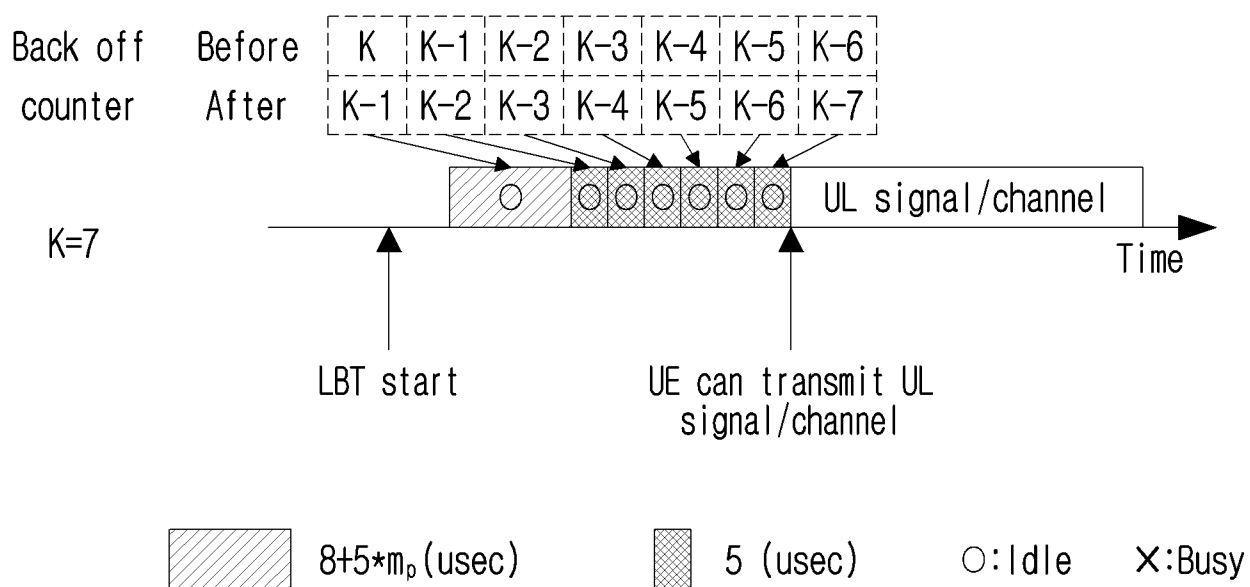 Back off Before K K-1 K-2 K-3 K-4 K-5 K-6
counter After K-1 K-2 K-3 K-4 K-5 K-6 K-7
UL signal/channel
K=7
Time
LBT start
UE can transmit UL
signal/channel
8+5*mₚ(usec) 5 (usec) O:Idle X:Busy